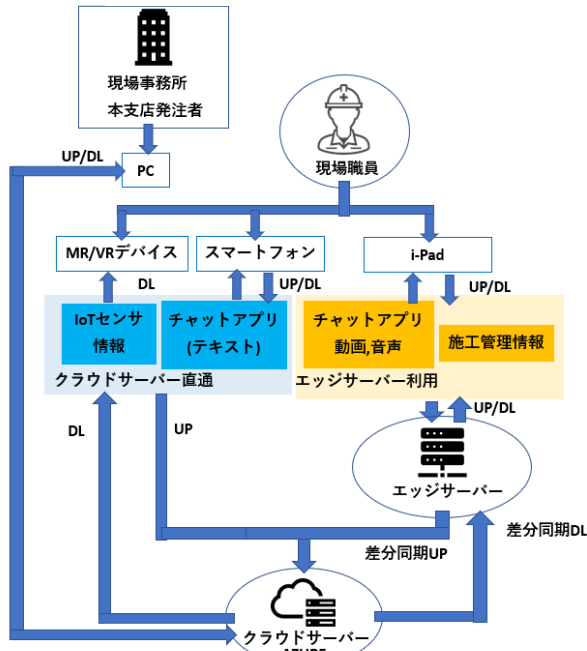 現場事務所
本支店発注者
現場職員
UP/DL
PC
MR/VRデバイス
スマートフォン
i-Pad
DL
UP/DL
UP/DL
IoTセンサ
情報
チャットアプリ
(テキスト)
チャットアプリ
動画,音声
施工管理情報
クラウドサーバー直通
エッジサーバー利用
UP/DL
DL
UP
エッジサーバー
差分同期UP
差分同期DL
クラウドサーバー
AZURE